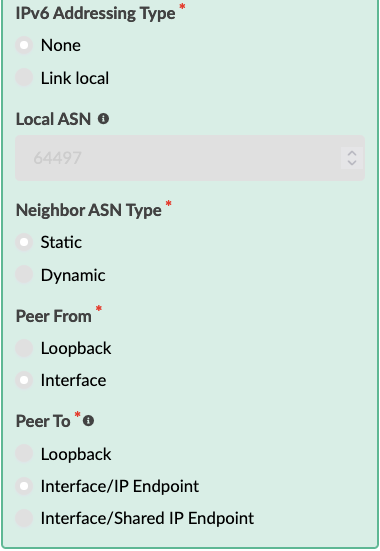 IPv6 Addressing Type *
None
Link local
Local ASN
64497
Neighbor ASN Type *
Static
Dynamic
Peer From *
Loopback
Interface
Peer To *
Loopback
Interface/IP Endpoint
Interface/Shared IP Endpoint